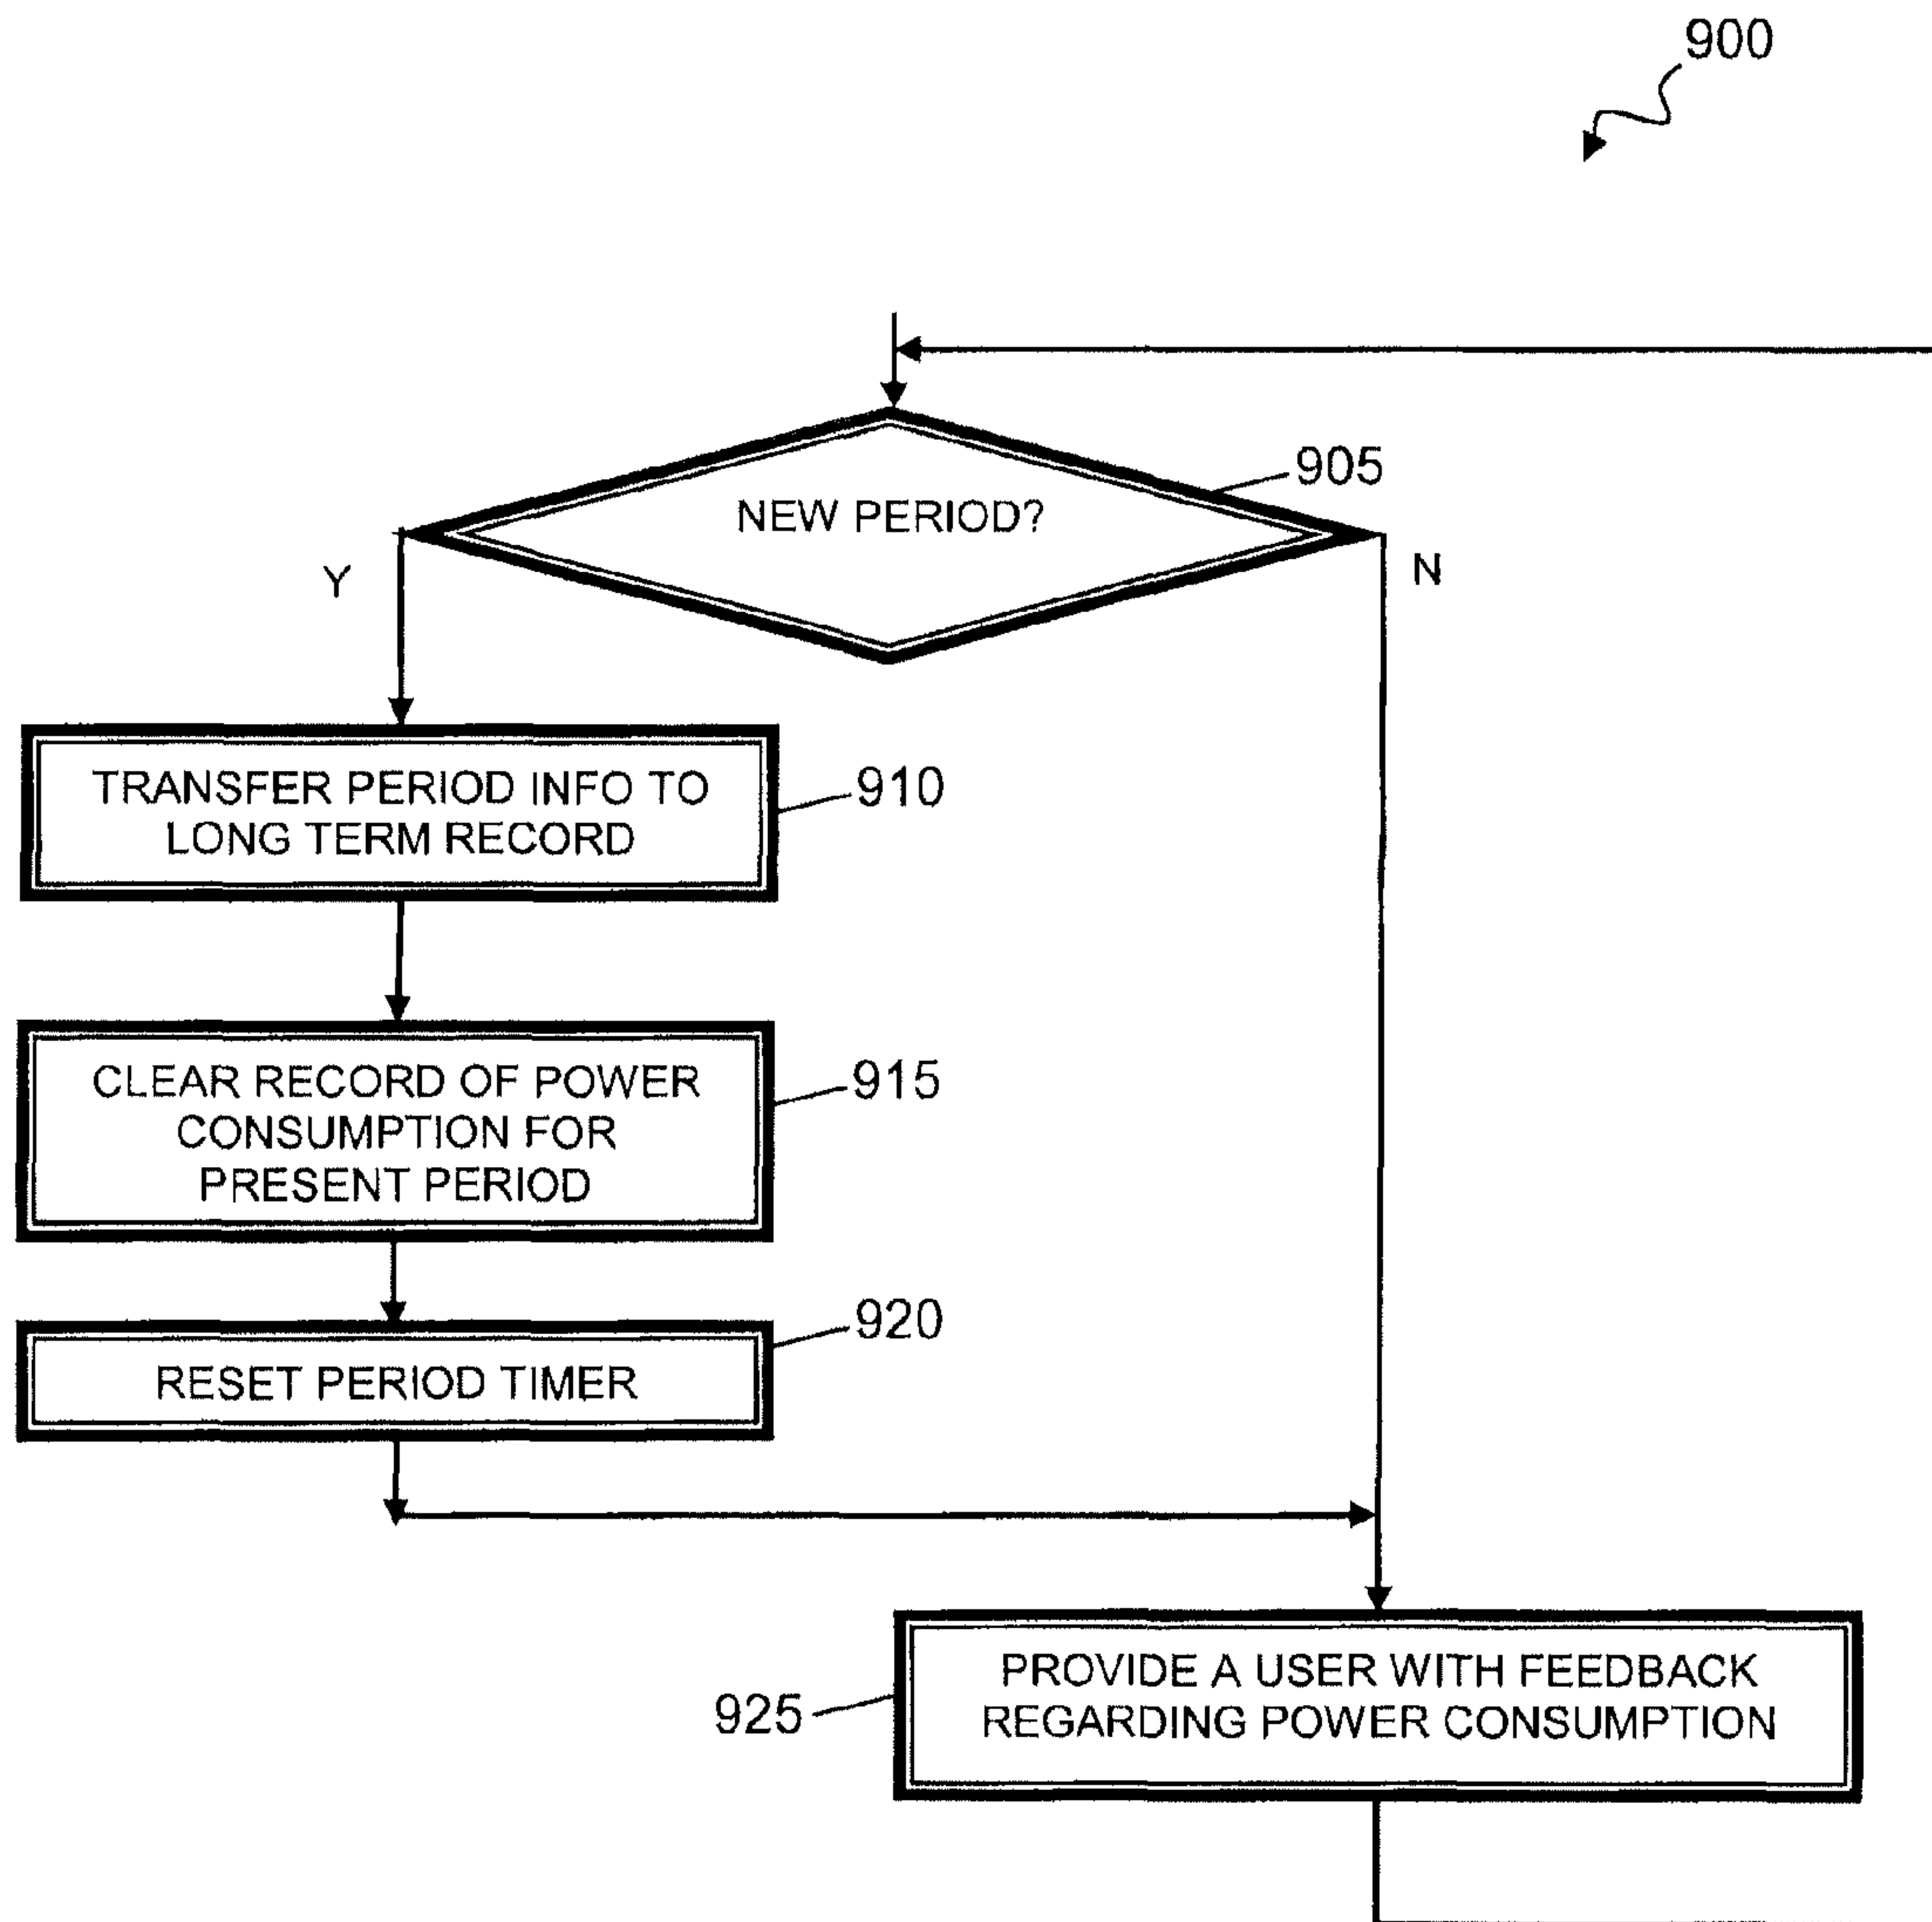 900
905
NEW PERIOD?
Y
N
TRANSFER PERIOD INFO TO
LONG TERM RECORD
910
CLEAR RECORD OF POWER
CONSUMPTION FOR
PRESENT PERIOD
915
920
RESET PERIOD TIMER
PROVIDE A USER WITH FEEDBACK
REGARDING POWER CONSUMPTION
925